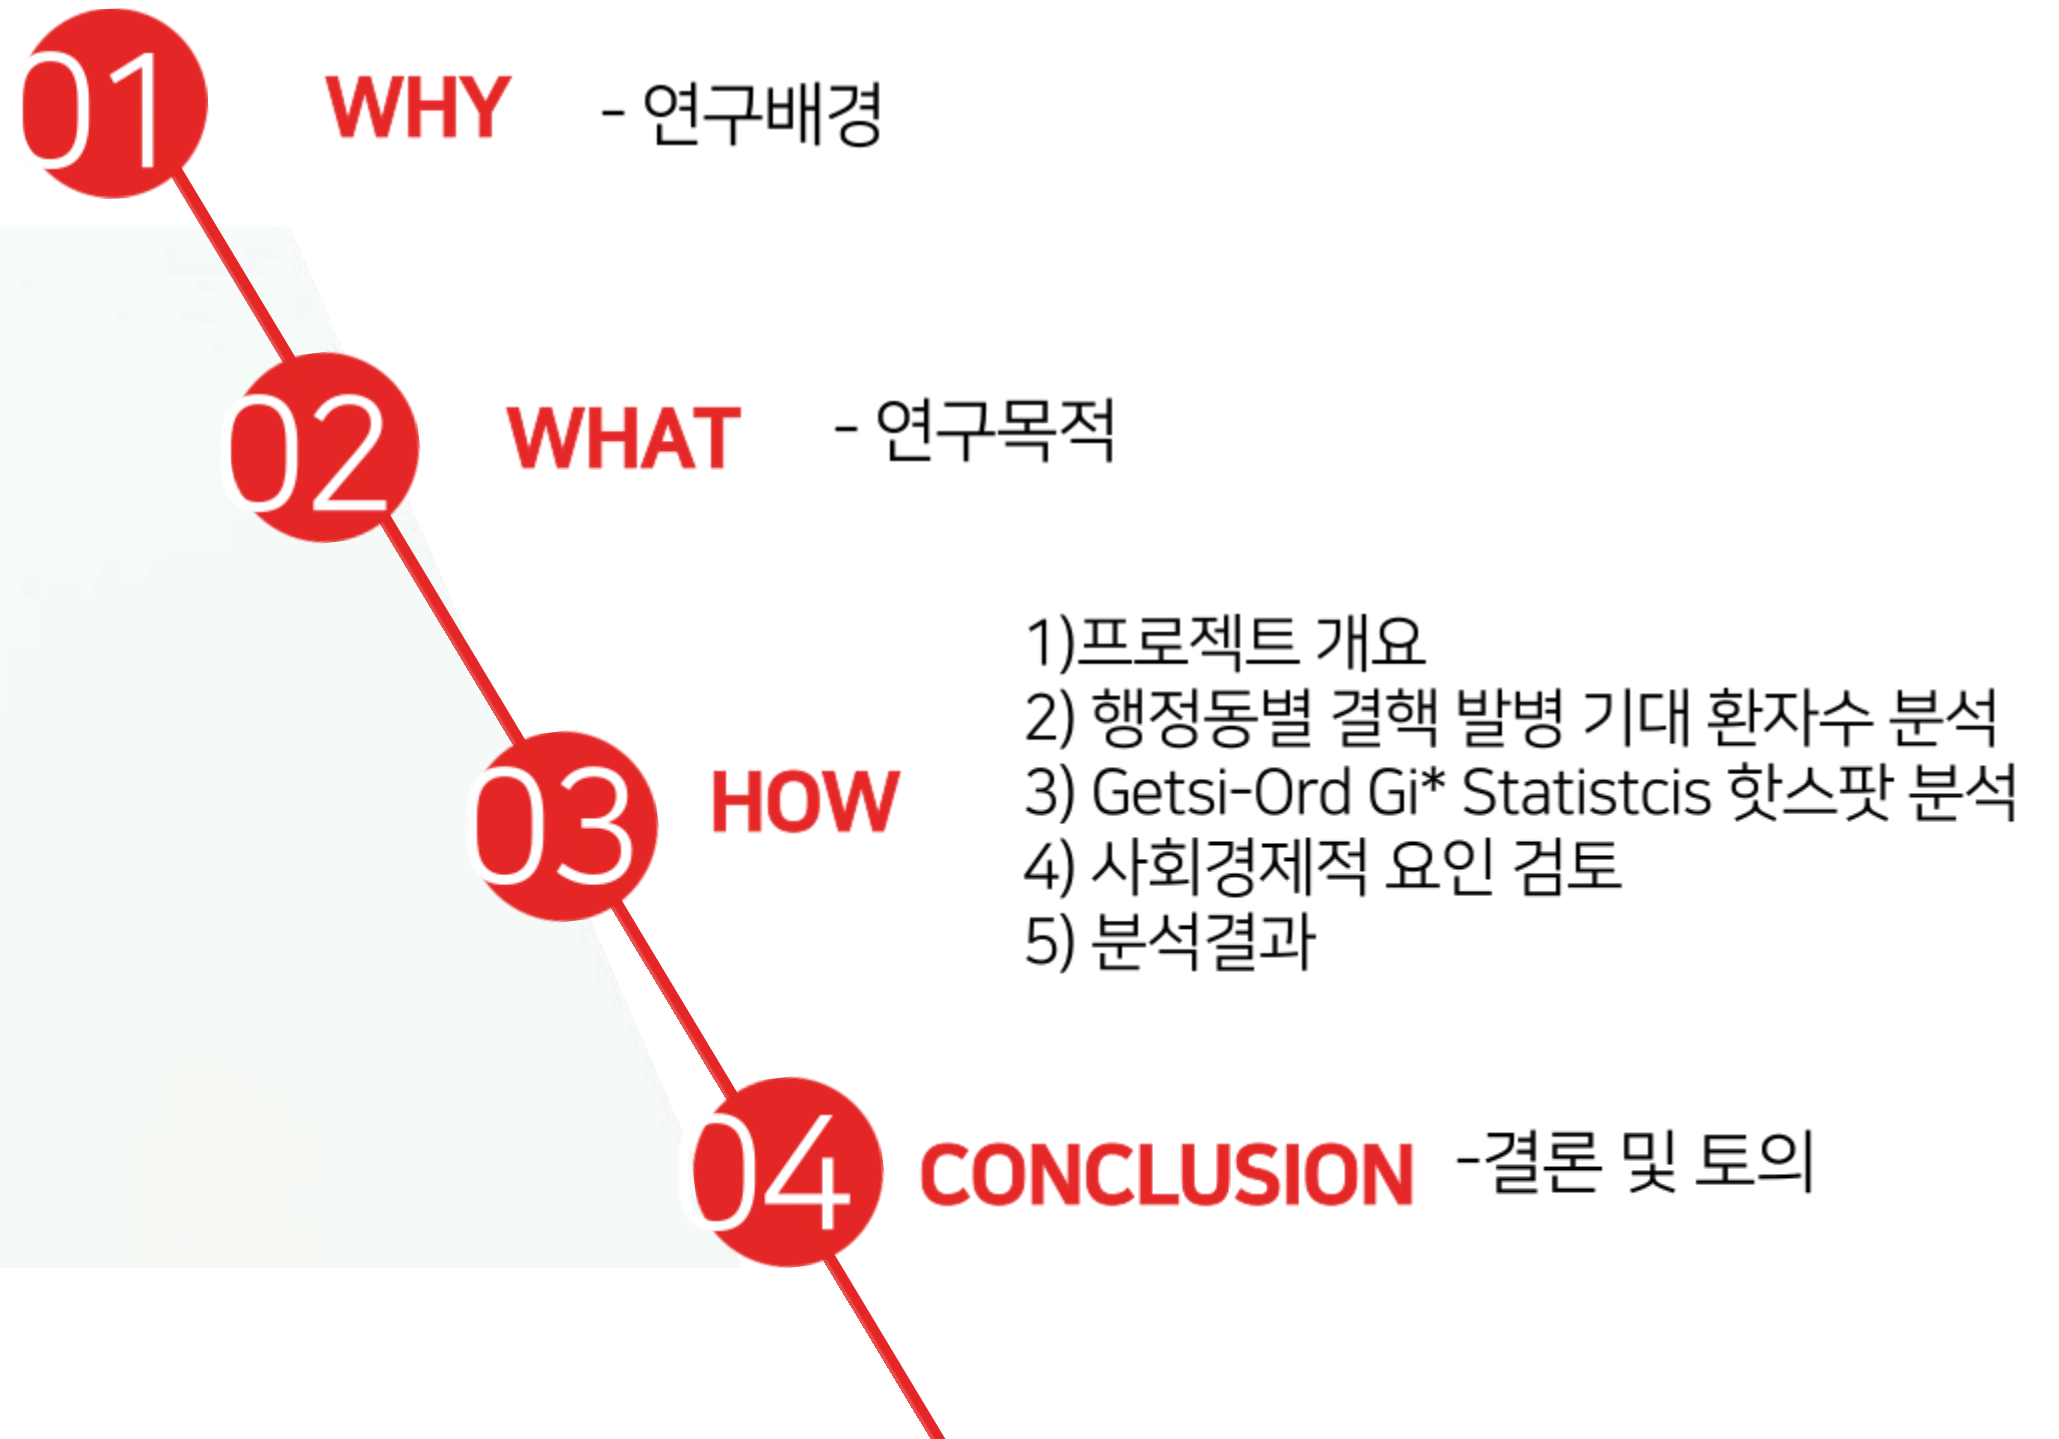 01 WHY - 연구배경
02 WHAT - 연구목적
03 HOW
1)프로젝트 개요
2) 행정동별 결핵 발병 기대 환자수 분석
3) Getsi-Ord Gi* Statistcis 핫스팟 분석
4) 사회경제적 요인 검토
5) 분석결과
04 CONCLUSION -결론 및 토의